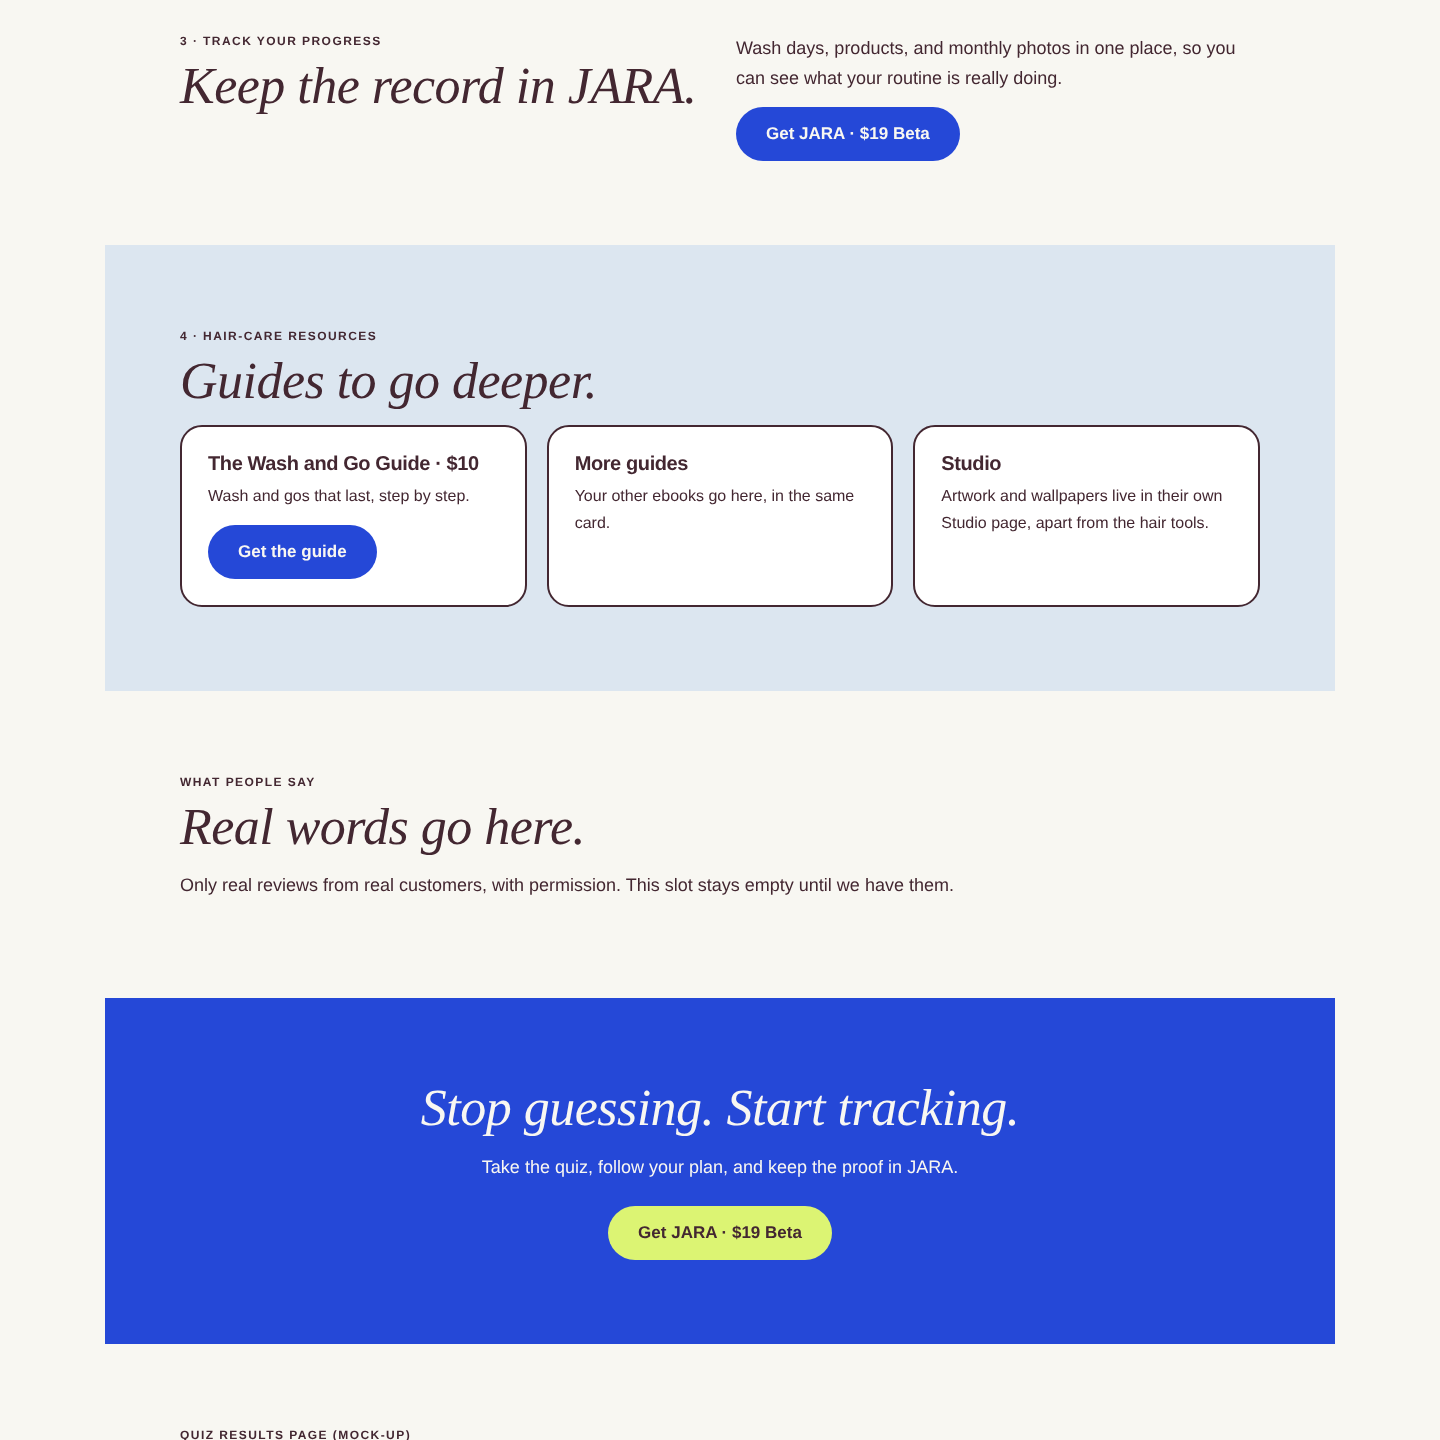 3 · TRACK YOUR PROGRESS
Keep the record in JARA.
Wash days, products, and monthly photos in one place, so you
can see what your routine is really doing.
Get JARA · $19 Beta
4 · HAIR-CARE RESOURCES
Guides to go deeper.
The Wash and Go Guide · $10
Wash and gos that last, step by step.
Get the guide
More guides
Your other ebooks go here, in the same
card.
Studio
Artwork and wallpapers live in their own
Studio page, apart from the hair tools.
WHAT PEOPLE SAY
Real words go here.
Only real reviews from real customers, with permission. This slot stays empty until we have them.
Stop guessing. Start tracking.
Take the quiz, follow your plan, and keep the proof in JARA.
Get JARA · $19 Beta
QUIZ RESULTS PAGE (MOCK-UP)